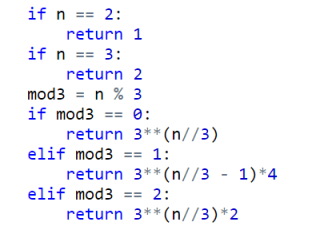 if n == 2:
    return 1
if n == 3:
    return 2
mod3 = n % 3
if mod3 == 0:
    return 3**(n//3)
elif mod3 == 1:
    return 3**(n//3 - 1)*4
elif mod3 == 2:
    return 3**(n//3)*2